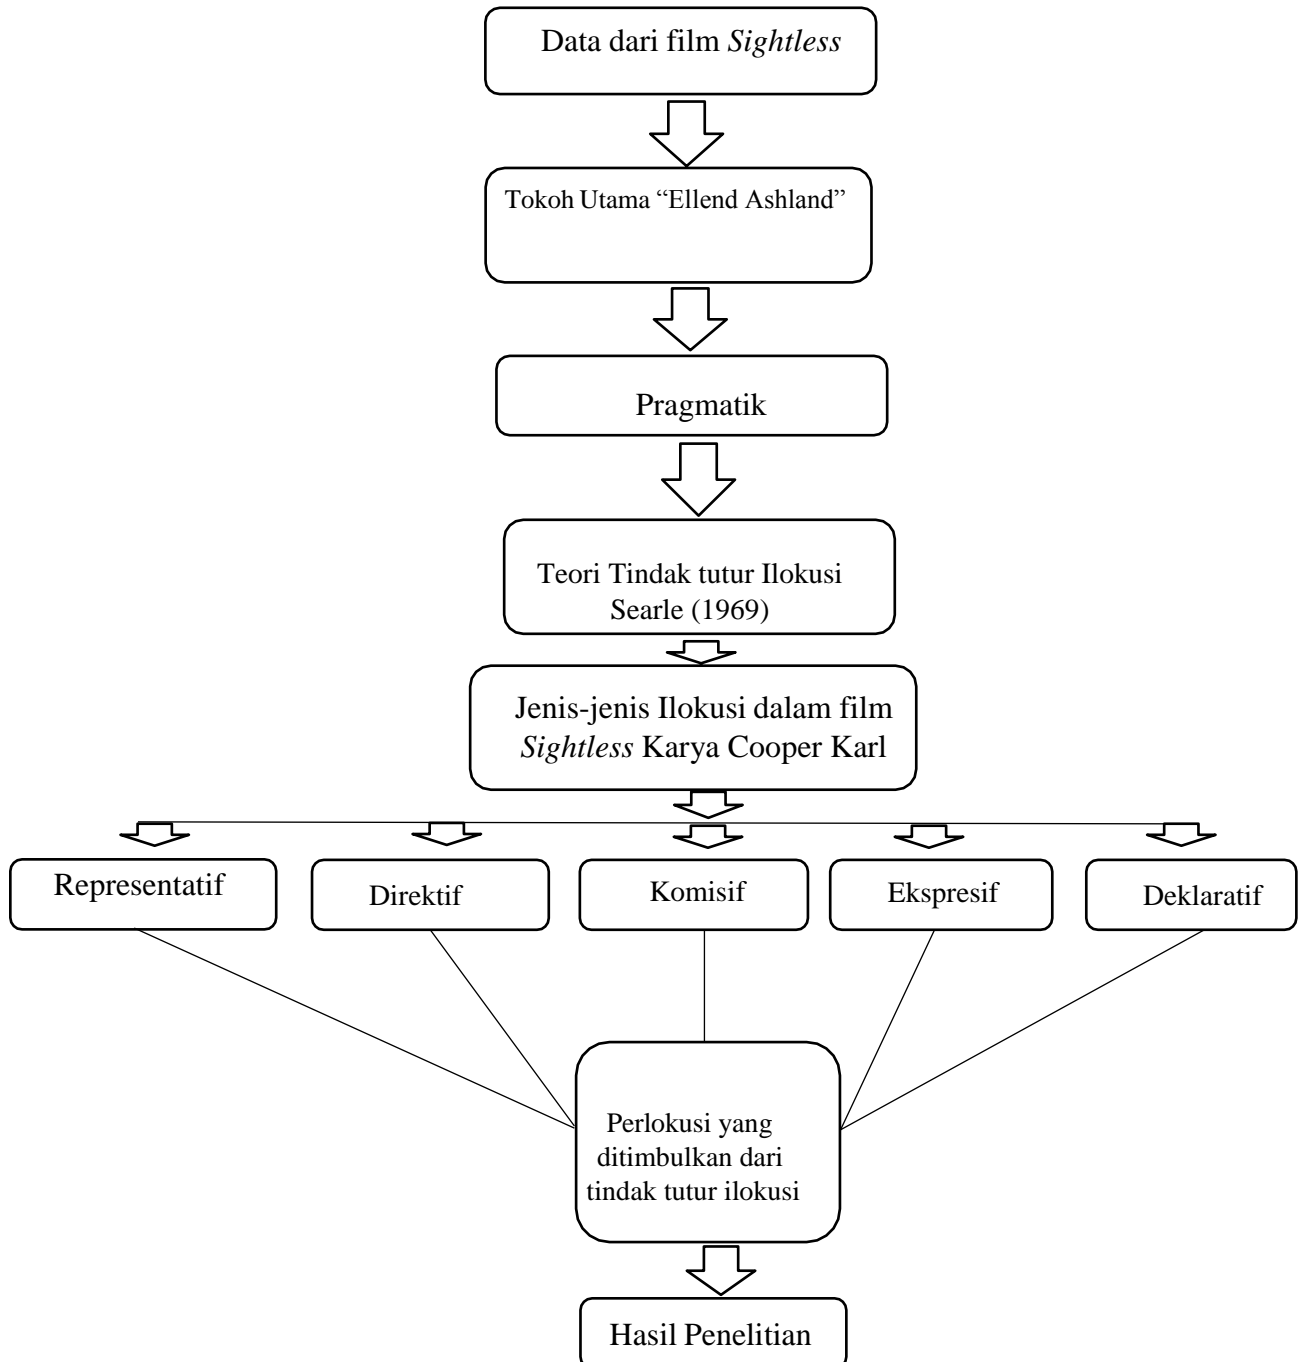 Data dari film Sightless
Tokoh Utama “Ellend Ashland”
Pragmatik
Teori Tindak tutur Ilokusi
Searle (1969)
Jenis-jenis Ilokusi dalam film
Sightless Karya Cooper Karl
Representatif
Direktif
Komisif
Ekspresif
Deklaratif
Perlokusi yang
ditimbulkan dari
tindak tutur ilokusi
Hasil Penelitian